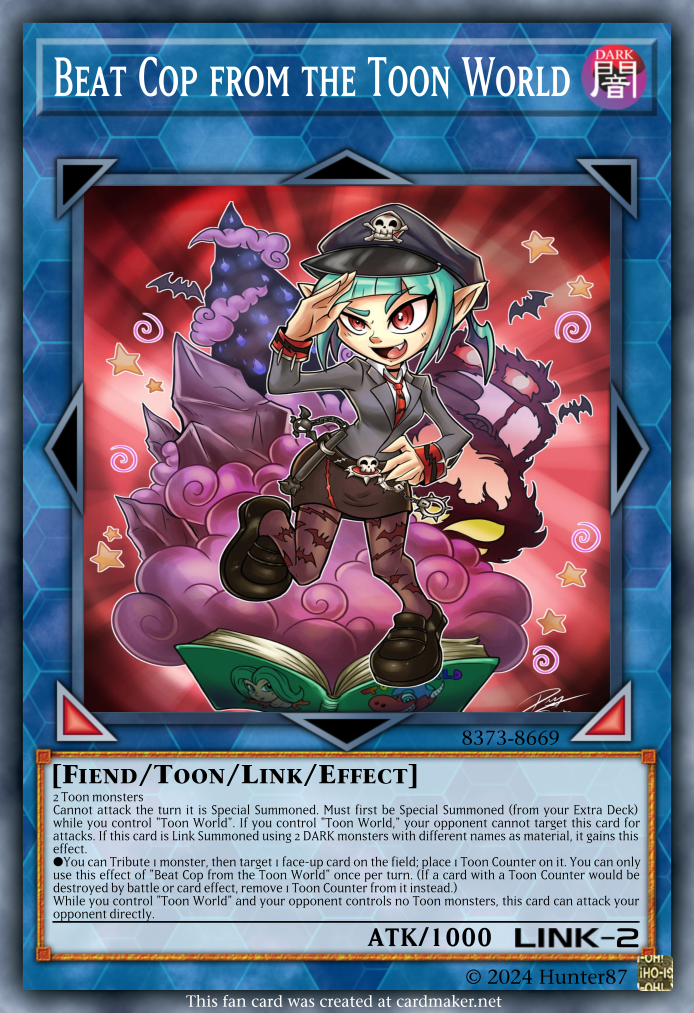 Beat Cop from the Toon World
DARK
闇
8373-8669
[Fiend/Toon/Link/Effect]
2 Toon monsters
Cannot attack the turn it is Special Summoned. Must first be Special Summoned (from your Extra Deck)
while you control "Toon World". If you control "Toon World," your opponent cannot target this card for
attacks. If this card is Link Summoned using 2 DARK monsters with different names as material, it gains this
effect.
●You can Tribute 1 monster, then target 1 face-up card on the field; place 1 Toon Counter on it. You can only
use this effect of "Beat Cop from the Toon World" once per turn. (If a card with a Toon Counter would be
destroyed by battle or card effect, remove 1 Toon Counter from it instead.)
While you control "Toon World" and your opponent controls no Toon monsters, this card can attack your
opponent directly.
ATK/1000 LINK-2
© 2024 Hunter87
This fan card was created at cardmaker.net